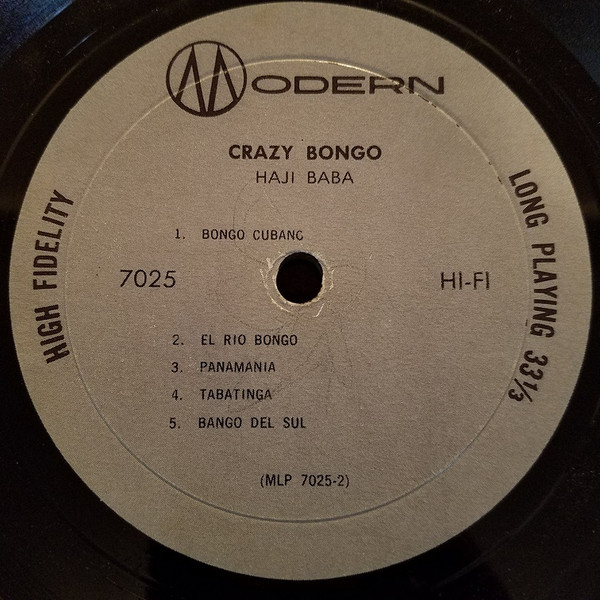 MODERN
CRAZY BONGO
HAJI BABA
1. BONGO CUBANO
7025
HI-FI
2. EL RIO BONGO
3. PANAMANIA
4. TABATINGA
5. BANGO DEL SUL
(MLP 7025-2)
HIGH FIDELITY
LONG PLAYING 33⅓